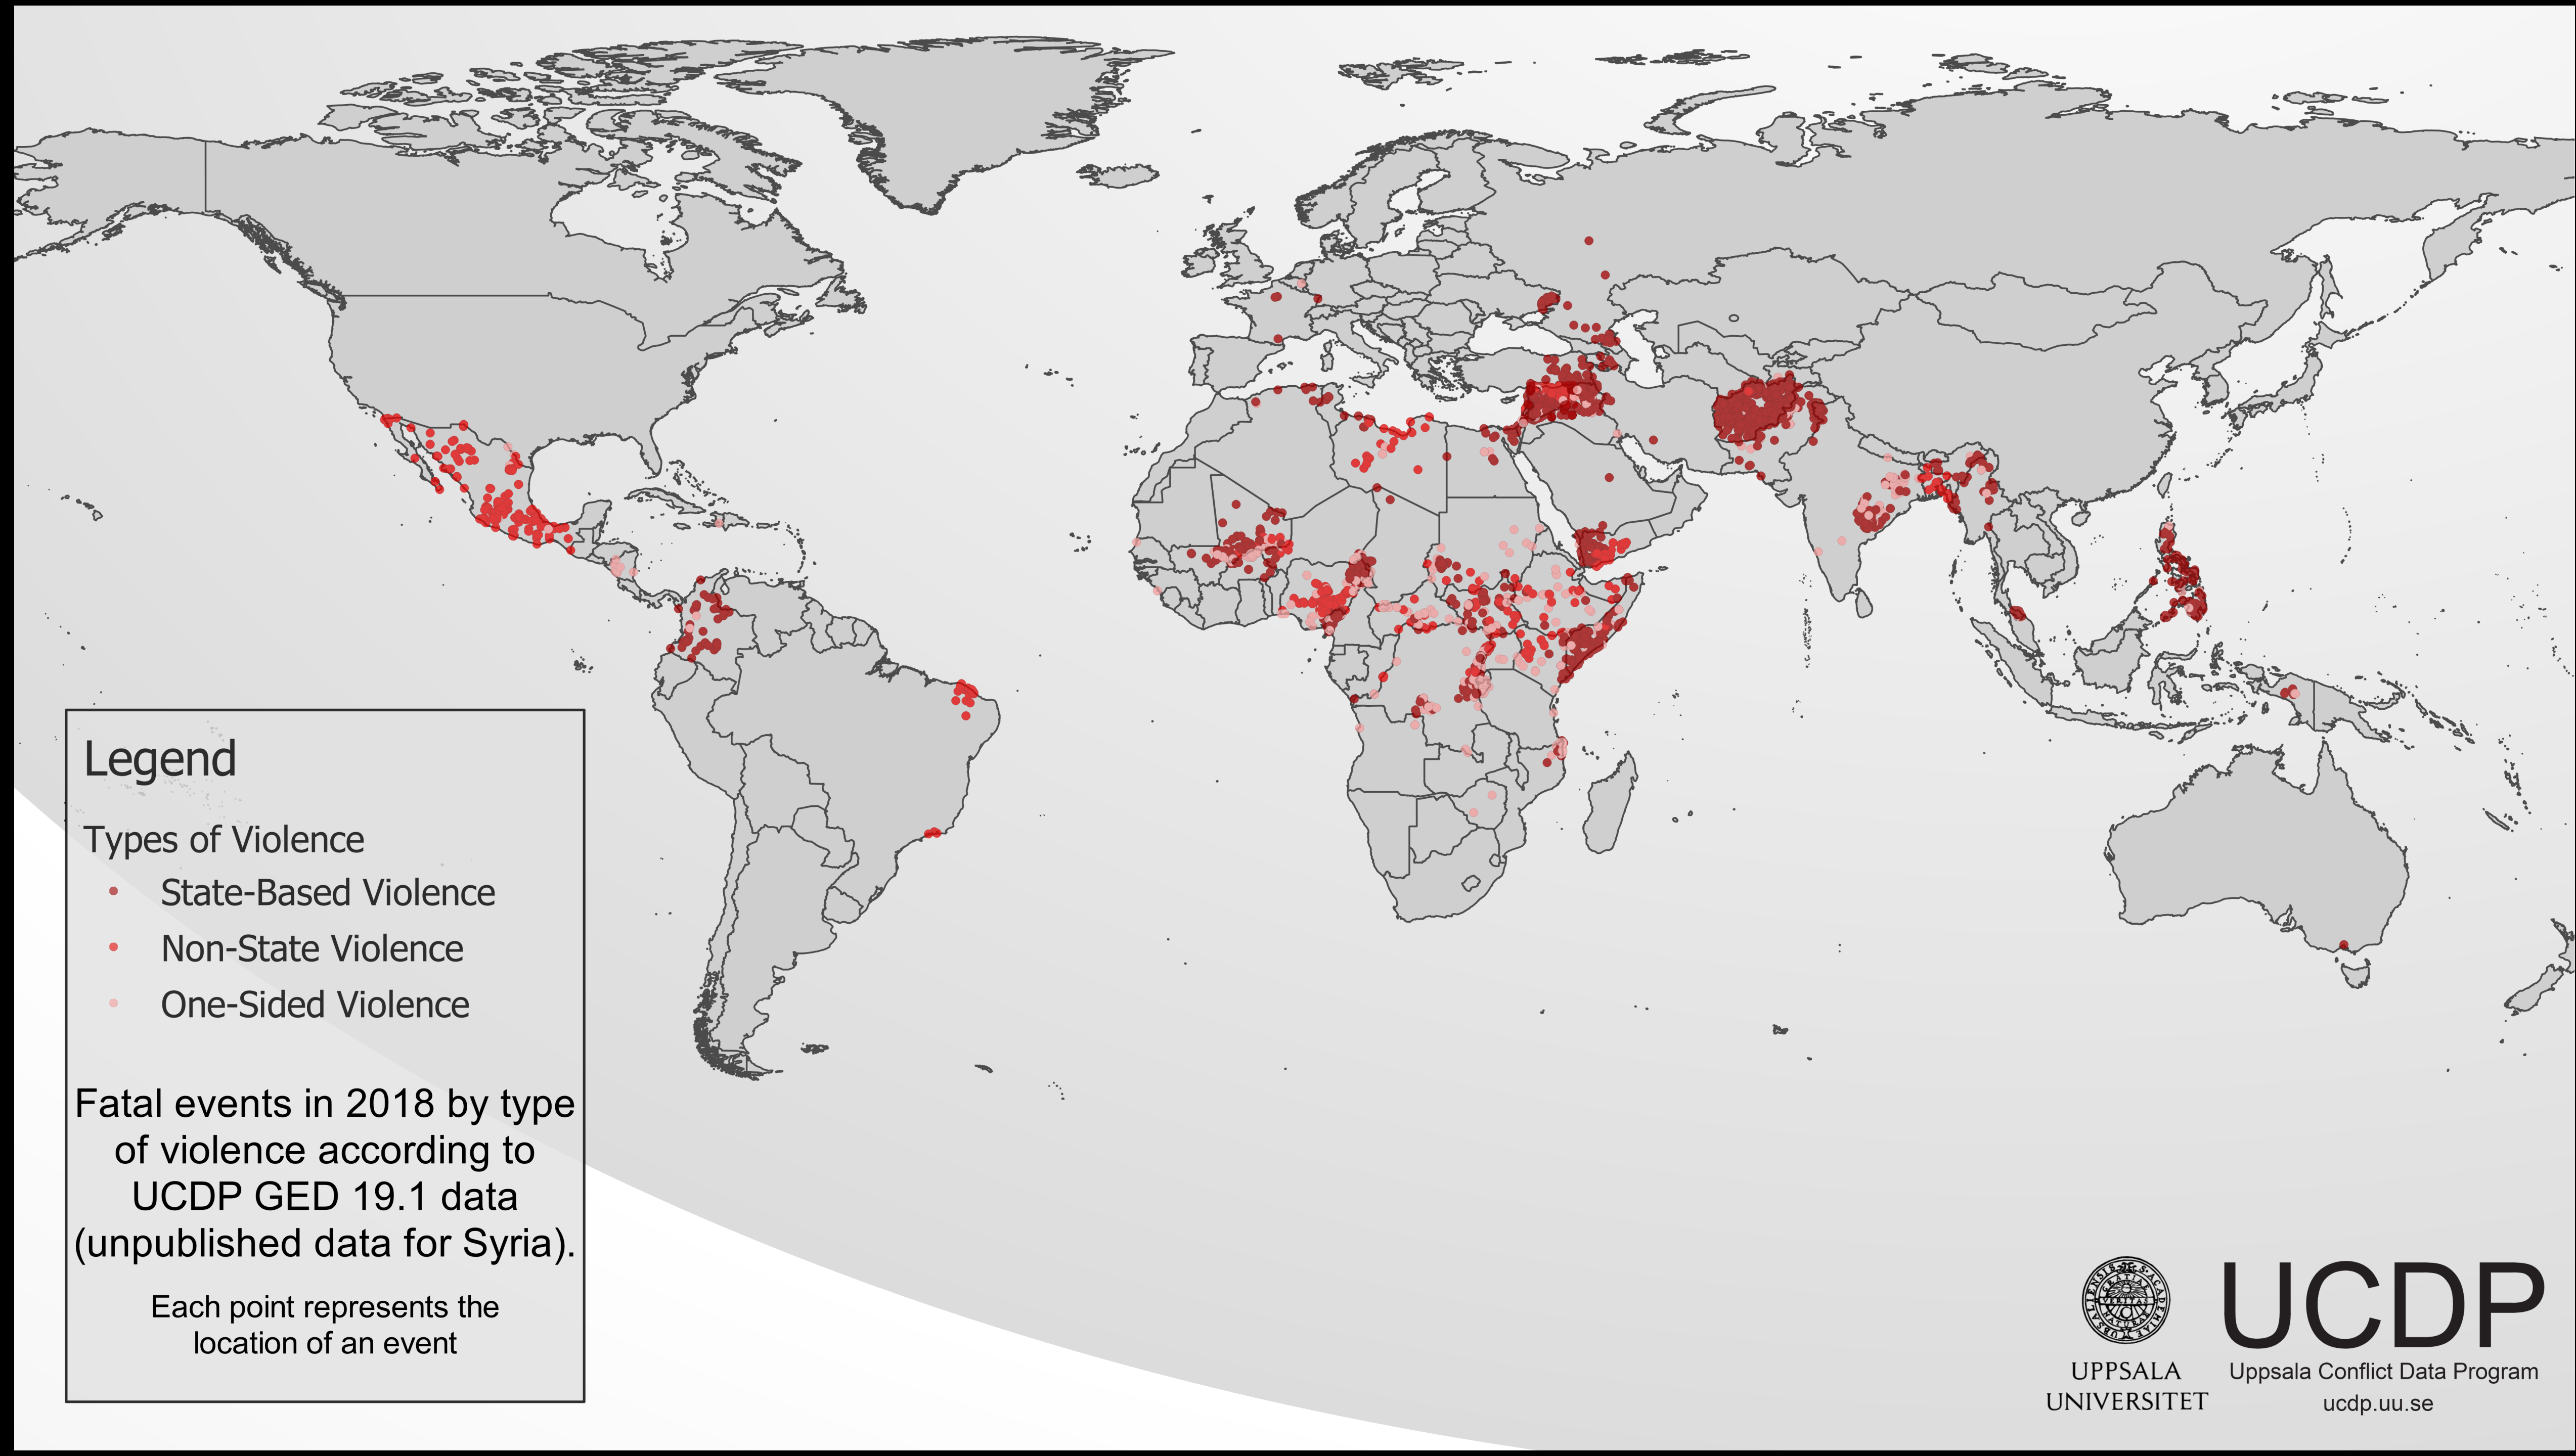 Legend
Types of Violence
State-Based Violence
Non-State Violence
One-Sided Violence
Fatal events in 2018 by type
of violence according to
UCDP GED 19.1 data
(unpublished data for Syria).
Each point represents the
location of an event
UPPSALA
UNIVERSITET
UCDP
Uppsala Conflict Data Program
ucdp.uu.se